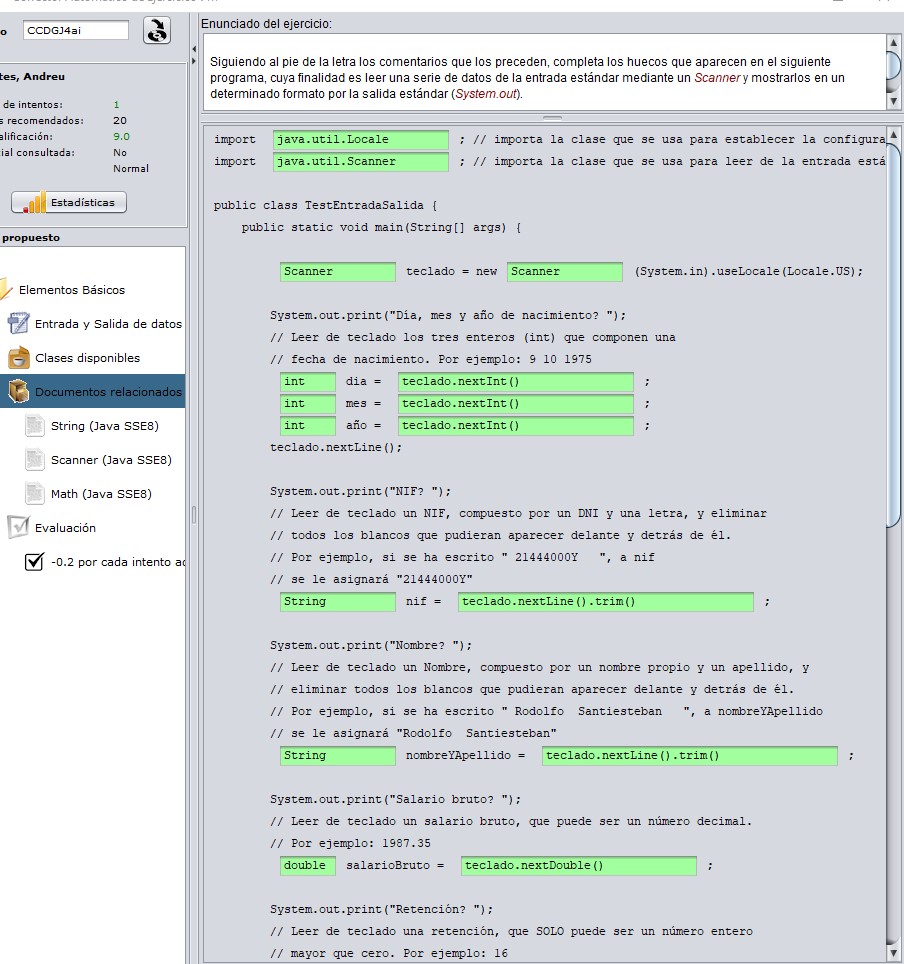 o CCDGJ4ai
tes, Andreu
de intentos: 1
s recomendados: 20
alificación: 9.0
cial consultada: No
Normal
Estadísticas
propuesto
Elementos Básicos
Entrada y Salida de datos
Clases disponibles
Documentos relacionados
String (Java SSE8)
Scanner (Java SSE8)
Math (Java SSE8)
Evaluación
-0.2 por cada intento ac
Enunciado del ejercicio:
Siguiendo al pie de la letra los comentarios que los preceden, completa los huecos que aparecen en el siguiente
programa, cuya finalidad es leer una serie de datos de la entrada estándar mediante un Scanner y mostrarlos en un
determinado formato por la salida estándar (System.out).
import java.util.Locale ; // importa la clase que se usa para establecer la configura
import java.util.Scanner ; // importa la clase que se usa para leer de la entrada está
public class TestEntradaSalida {
public static void main(String[] args) {
Scanner teclado = new Scanner (System.in).useLocale(Locale.US);
System.out.print("Día, mes y año de nacimiento? ");
// Leer de teclado los tres enteros (int) que componen una
// fecha de nacimiento. Por ejemplo: 9 10 1975
int dia = teclado.nextInt() ;
int mes = teclado.nextInt() ;
int año = teclado.nextInt() ;
teclado.nextLine();
System.out.print("NIF? ");
// Leer de teclado un NIF, compuesto por un DNI y una letra, y eliminar
// todos los blancos que pudieran aparecer delante y detrás de él.
// Por ejemplo, si se ha escrito " 21444000Y   ", a nif
// se le asignará "21444000Y"
String nif = teclado.nextLine().trim() ;
System.out.print("Nombre? ");
// Leer de teclado un Nombre, compuesto por un nombre propio y un apellido, y
// eliminar todos los blancos que pudieran aparecer delante y detrás de él.
// Por ejemplo, si se ha escrito " Rodolfo  Santiesteban   ", a nombreYApellido
// se le asignará "Rodolfo  Santiesteban"
String nombreYApellido = teclado.nextLine().trim() ;
System.out.print("Salario bruto? ");
// Leer de teclado un salario bruto, que puede ser un número decimal.
// Por ejemplo: 1987.35
double salarioBruto = teclado.nextDouble() ;
System.out.print("Retención? ");
// Leer de teclado una retención, que SOLO puede ser un número entero
// mayor que cero. Por ejemplo: 16